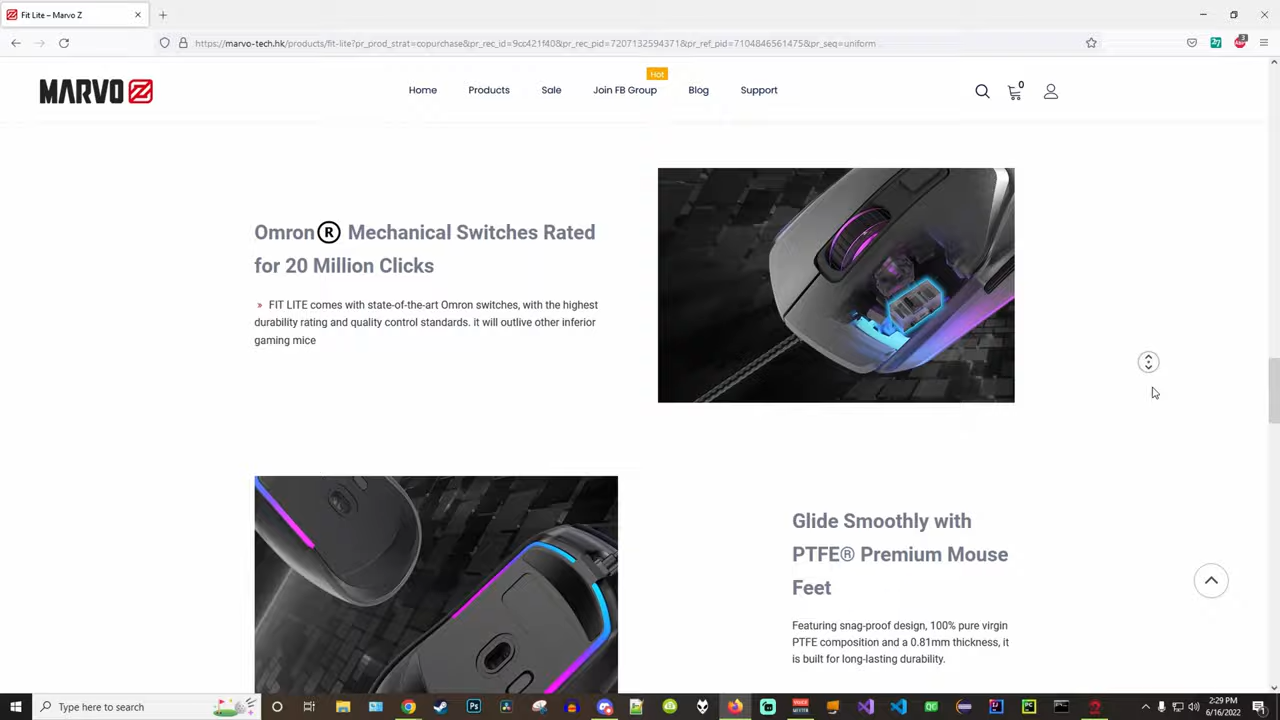 Fit Lite – Marvo Z
https://marvo-tech.hk/products/fit-lite?pr_prod_strat=copurchase&pr_rec_id=9cc421f40&pr_rec_pid=7207132594371&pr_ref_pid=7104846561475&pr_seq=uniform
MARVO Z
Hot
Home Products Sale Join FB Group Blog Support
0
Omron® Mechanical Switches Rated
for 20 Million Clicks
» FIT LITE comes with state-of-the-art Omron switches, with the highest
durability rating and quality control standards. it will outlive other inferior
gaming mice
Glide Smoothly with
PTFE® Premium Mouse
Feet
Featuring snag-proof design, 100% pure virgin
PTFE composition and a 0.81mm thickness, it
is built for long-lasting durability.
Type here to search
2:29 PM
6/16/2022